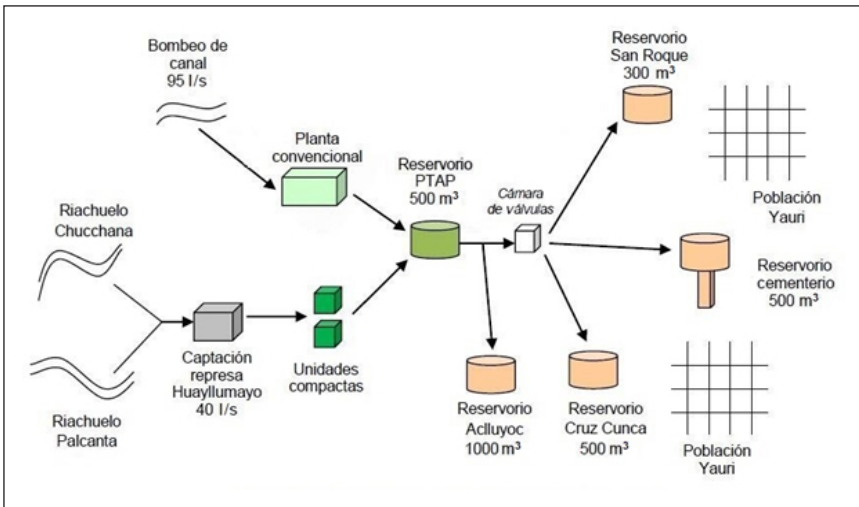 Bombeo de
canal
95 l/s
Planta
convencional
Reservorio
PTAP
500 m³
Cámara
de válvulas
Reservorio
San Roque
300 m³
Población
Yauri
Riachuelo
Chucchana
Reservorio
cementerio
500 m³
Captación
represa
Huayllumayo
40 l/s
Unidades
compactas
Riachuelo
Palcanta
Reservorio
Aclluyoc
1000 m³
Reservorio
Cruz Cunca
500 m³
Población
Yauri